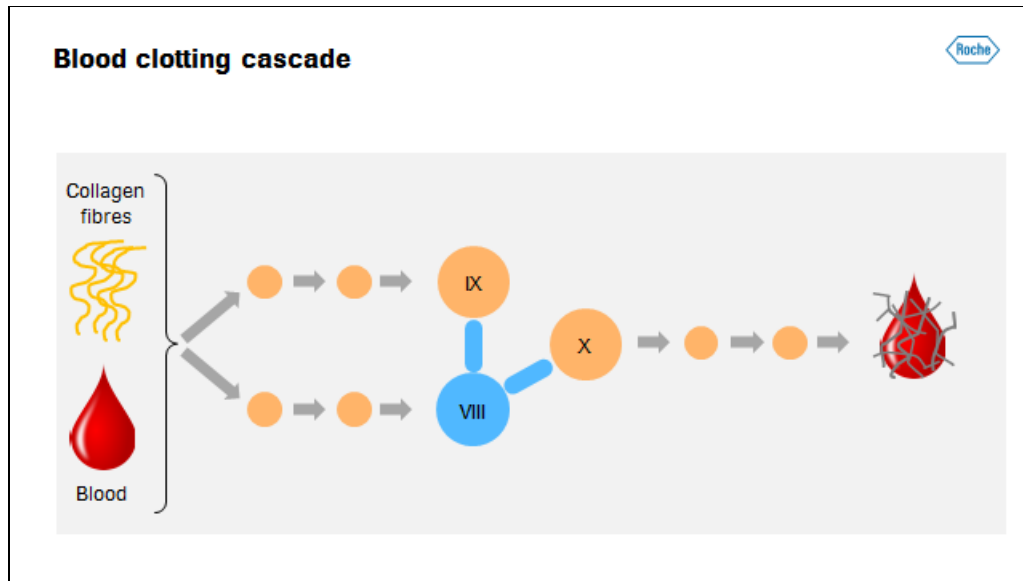 Blood clotting cascade
Roche
Collagen
fibres
IX
X
VIII
Blood